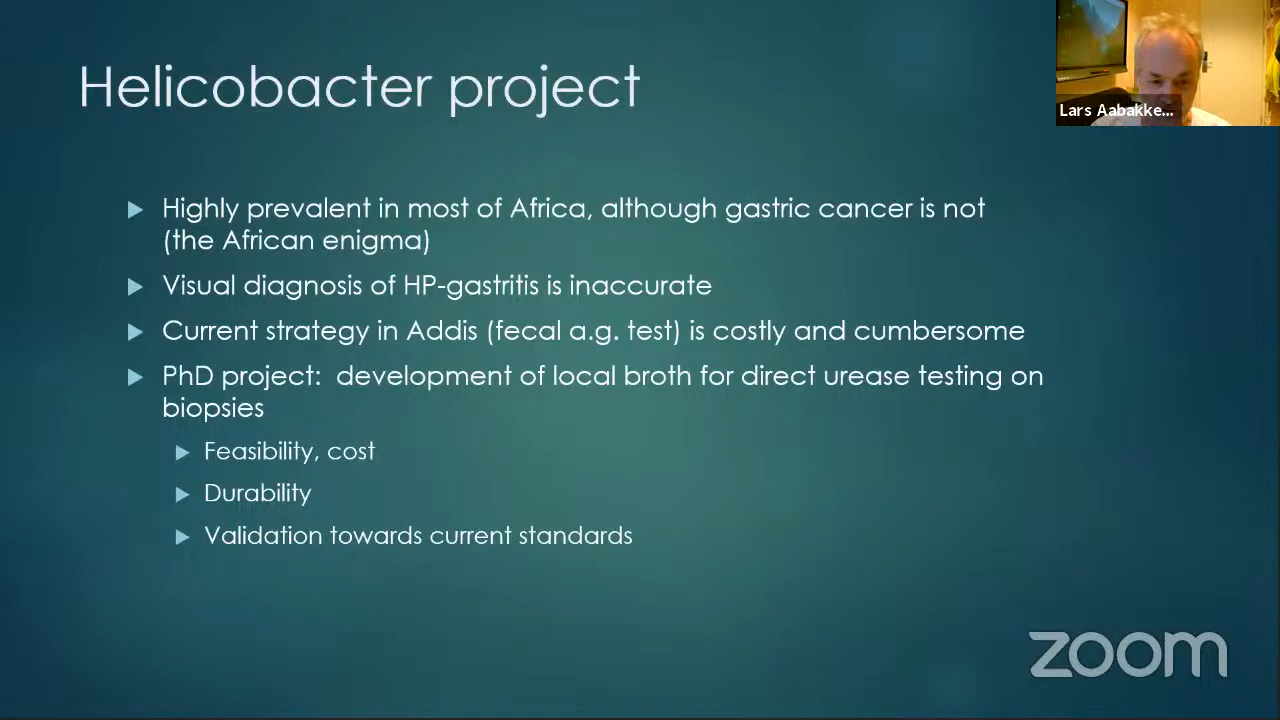 Helicobacter project
Lars Aabakke...
Highly prevalent in most of Africa, although gastric cancer is not
(the African enigma)
Visual diagnosis of HP-gastritis is inaccurate
Current strategy in Addis (fecal a.g. test) is costly and cumbersome
PhD project:  development of local broth for direct urease testing on
biopsies
Feasibility, cost
Durability
Validation towards current standards
zoom